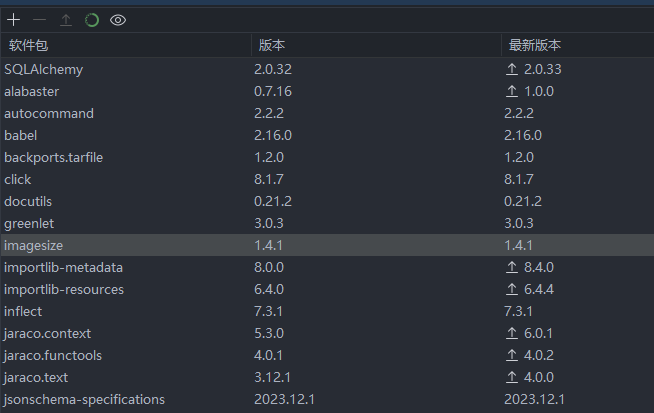 软件包 版本 最新版本
SQLAlchemy 2.0.32 2.0.33
alabaster 0.7.16 1.0.0
autocommand 2.2.2 2.2.2
babel 2.16.0 2.16.0
backports.tarfile 1.2.0 1.2.0
click 8.1.7 8.1.7
docutils 0.21.2 0.21.2
greenlet 3.0.3 3.0.3
imagesize 1.4.1 1.4.1
importlib-metadata 8.0.0 8.4.0
importlib-resources 6.4.0 6.4.4
inflect 7.3.1 7.3.1
jaraco.context 5.3.0 6.0.1
jaraco.functools 4.0.1 4.0.2
jaraco.text 3.12.1 4.0.0
jsonschema-specifications 2023.12.1 2023.12.1